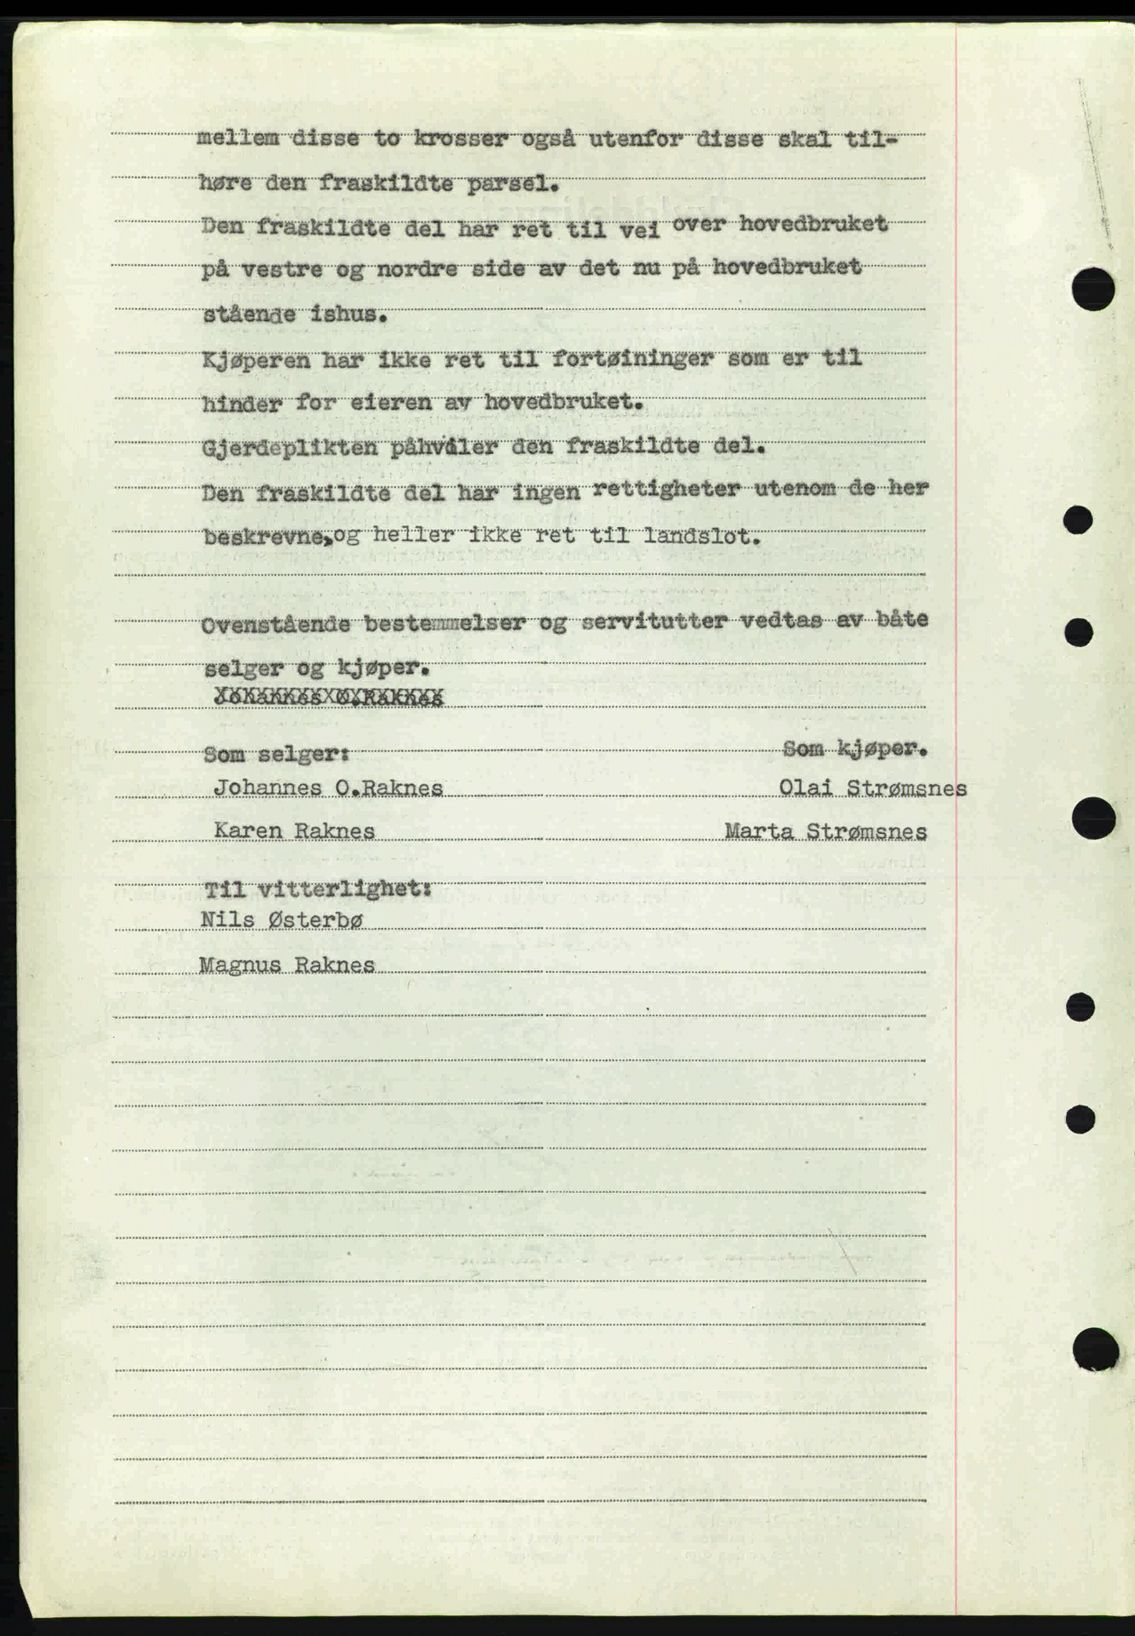 mellem disse to krosser også utenfor disse skal til-
høre den fraskildte parsel.
Den fraskildte del har ret til vei over hovedbruket
på vestre og nordre side av det nu på hovedbruket
stående ishus.
Kjøperen har ikke ret til fortøininger som er til
hinder for eieren av hovedbruket.
Gjerdeplikten påhviler den fraskildte del.
Den fraskildte del har ingen rettigheter utenom de her
beskrevne,og heller ikke ret til landslot.
Ovenstående bestemmelser og servitutter vedtas av båte
selger og kjøper.
Johannes O.Raknes
Som selger: Som kjøper.
Johannes O.Raknes Olai Strømsnes
Karen Raknes Marta Strømsnes
Til vitterlighet:
Nils Østerbø
Magnus Raknes